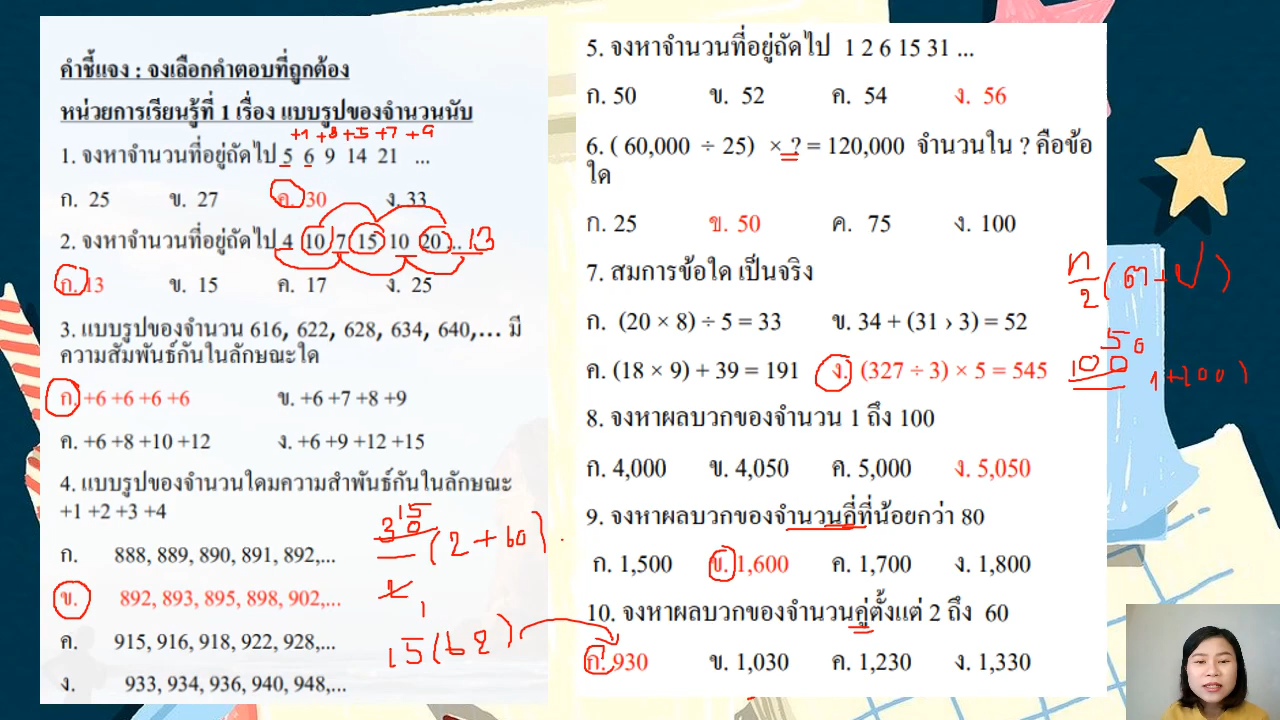 คำชี้แจง : จงเลือกคำตอบที่ถูกต้อง
หน่วยการเรียนรู้ที่ 1 เรื่อง แบบรูปของจำนวนนับ
+1 +3 +5 +7 +9
1. จงหาจำนวนที่อยู่ถัดไป 5 6 9 14 21 ...
ก. 25 ข. 27 ค. 30 ง. 33
2. จงหาจำนวนที่อยู่ถัดไป 4 10 7 15 10 20 ... 13
ก. 13 ข. 15 ค. 17 ง. 25
3. แบบรูปของจำนวน 616, 622, 628, 634, 640,... มี
ความสัมพันธ์กันในลักษณะใด
ก. +6 +6 +6 +6 ข. +6 +7 +8 +9
ค. +6 +8 +10 +12 ง. +6 +9 +12 +15
4. แบบรูปของจำนวนใดมความสำพันธ์กันในลักษณะ
+1 +2 +3 +4
ก. 888, 889, 890, 891, 892,...
ข. 892, 893, 895, 898, 902,...
ค. 915, 916, 918, 922, 928,...
ง. 933, 934, 936, 940, 948,...
15
30 (2+60)
2 1
15(62)
5. จงหาจำนวนที่อยู่ถัดไป 1 2 6 15 31 ...
ก. 50 ข. 52 ค. 54 ง. 56
6. ( 60,000 ÷ 25) × ? = 120,000 จำนวนใน ? คือข้อ
ใด
ก. 25 ข. 50 ค. 75 ง. 100
7. สมการข้อใด เป็นจริง
ก. (20 × 8) ÷ 5 = 33 ข. 34 + (31 › 3) = 52
ค. (18 × 9) + 39 = 191 ง. (327 ÷ 3) × 5 = 545
8. จงหาผลบวกของจำนวน 1 ถึง 100
ก. 4,000 ข. 4,050 ค. 5,000 ง. 5,050
9. จงหาผลบวกของจำนวนคี่ที่น้อยกว่า 80
ก. 1,500 ข. 1,600 ค. 1,700 ง. 1,800
10. จงหาผลบวกของจำนวนคู่ตั้งแต่ 2 ถึง 60
ก. 930 ข. 1,030 ค. 1,230 ง. 1,330
n
2 (ต+ป)
50
100 1+100)